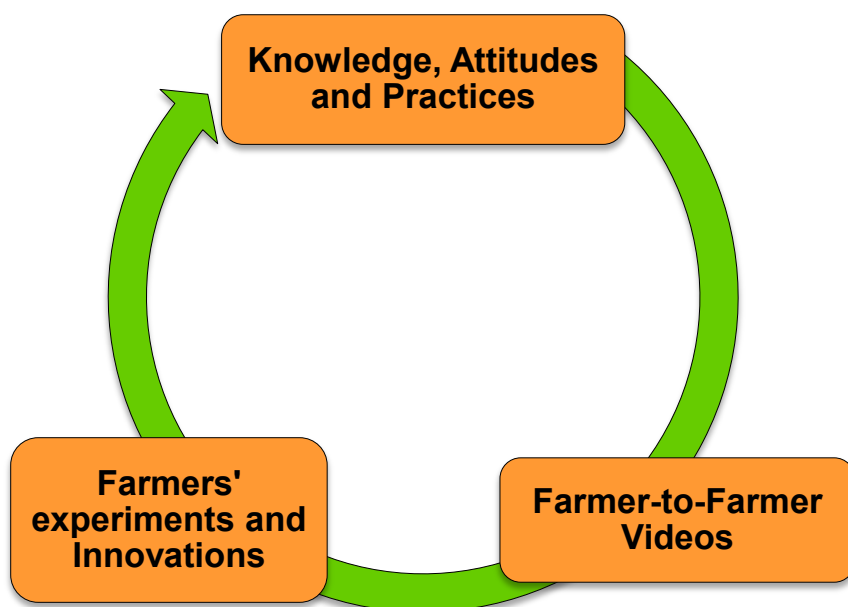 Knowledge, Attitudes
and Practices
Farmers'
experiments and
Innovations
Farmer-to-Farmer
Videos